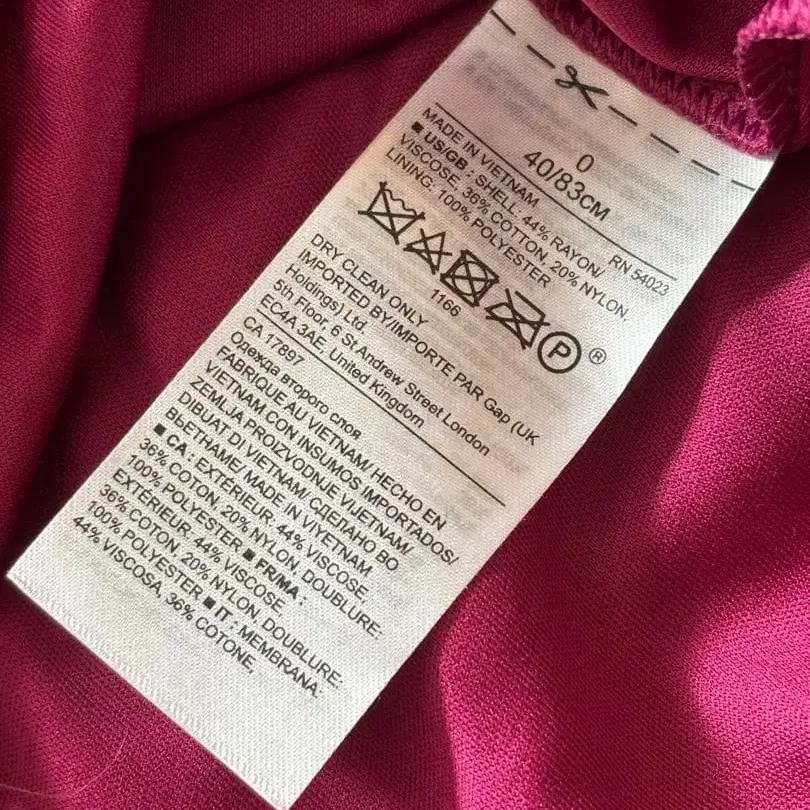 0
40/83CM
MADE IN VIETNAM
RN 54023
■ US/GB : SHELL: 44% RAYON/
VISCOSE, 36% COTTON, 20% NYLON,
LINING: 100% POLYESTER
P ®
1166
DRY CLEAN ONLY
IMPORTED BY/IMPORTE PAR Gap (UK
Holdings) Ltd
5th Floor, 6 St Andrew Street London
EC4A 3AE, United Kingdom
CA 17897
Одежда второго слоя
FABRIQUE AU VIETNAM/ HECHO EN
VIETNAM CON INSUMOS IMPORTADOS/
ZEMLJA PROIZVODNJE VIJETNAM/
DIBUAT DI VIETNAM/ СДЕЛАНО ВО
ВЬЕТНАМЕ/ MADE IN VIYETNAM
■ CA : EXTÉRIEUR: 44% VISCOSE,
36% COTON, 20% NYLON, DOUBLURE:
100% POLYESTER ■ FR/MA :
EXTÉRIEUR: 44% VISCOSE
36% COTON, 20% NYLON, DOUBLURE:
100% POLYESTER ■ IT : MEMBRANA:
44% VISCOSA, 36% COTONE,